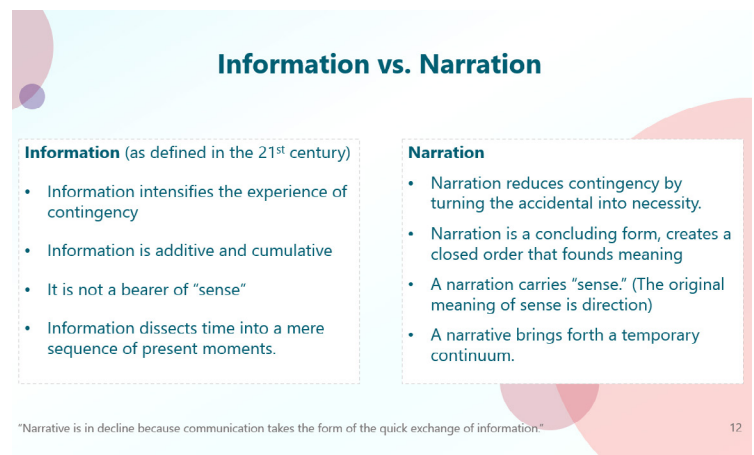 Information vs. Narration
Information (as defined in the 21st century)
• Information intensifies the experience of
contingency
• Information is additive and cumulative
• It is not a bearer of “sense“
• Information dissects time into a mere
sequence of present moments.
Narration
• Narration reduces contingency by
turning the accidental into necessity.
• Narration is a concluding form, creates a
closed order that founds meaning
• A narration carries “sense.” (The original
meaning of sense is direction)
• A narrative brings forth a temporary
continuum.
“Narrative is in decline because communication takes the form of the quick exchange of information.”
12